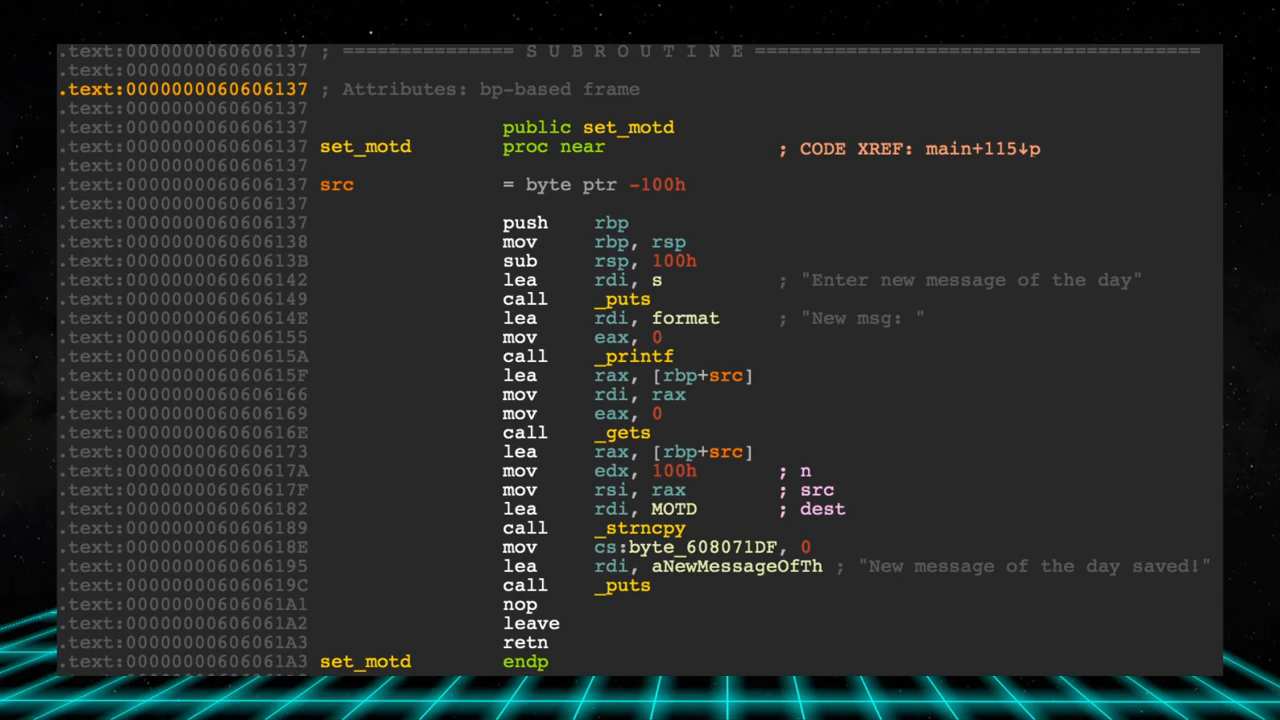 .text:0000000060606137 ; =============== S U B R O U T I N E =======================================
.text:0000000060606137
.text:0000000060606137 ; Attributes: bp-based frame
.text:0000000060606137
.text:0000000060606137 public set_motd
.text:0000000060606137 set_motd proc near ; CODE XREF: main+115↓p
.text:0000000060606137
.text:0000000060606137 src = byte ptr -100h
.text:0000000060606137
.text:0000000060606137 push rbp
.text:0000000060606138 mov rbp, rsp
.text:000000006060613B sub rsp, 100h
.text:0000000060606142 lea rdi, s ; "Enter new message of the day"
.text:0000000060606149 call _puts
.text:000000006060614E lea rdi, format ; "New msg: "
.text:0000000060606155 mov eax, 0
.text:000000006060615A call _printf
.text:000000006060615F lea rax, [rbp+src]
.text:0000000060606166 mov rdi, rax
.text:0000000060606169 mov eax, 0
.text:000000006060616E call _gets
.text:0000000060606173 lea rax, [rbp+src]
.text:000000006060617A mov edx, 100h ; n
.text:000000006060617F mov rsi, rax ; src
.text:0000000060606182 lea rdi, MOTD ; dest
.text:0000000060606189 call _strncpy
.text:000000006060618E mov cs:byte_608071DF, 0
.text:0000000060606195 lea rdi, aNewMessageOfTh ; "New message of the day saved!"
.text:000000006060619C call _puts
.text:00000000606061A1 nop
.text:00000000606061A2 leave
.text:00000000606061A3 retn
.text:00000000606061A3 set_motd endp